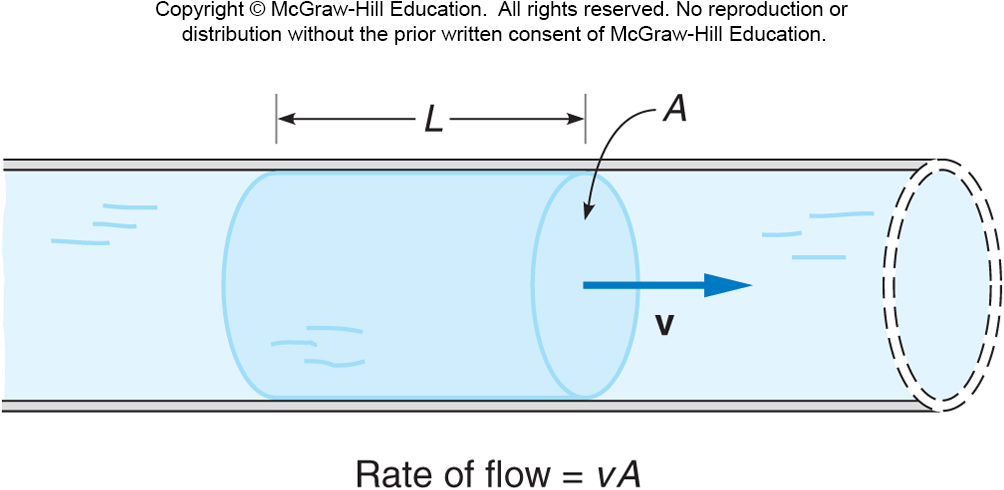 Copyright © McGraw-Hill Education.  All rights reserved. No reproduction or
distribution without the prior written consent of McGraw-Hill Education.
L
A
v
Rate of flow = vA